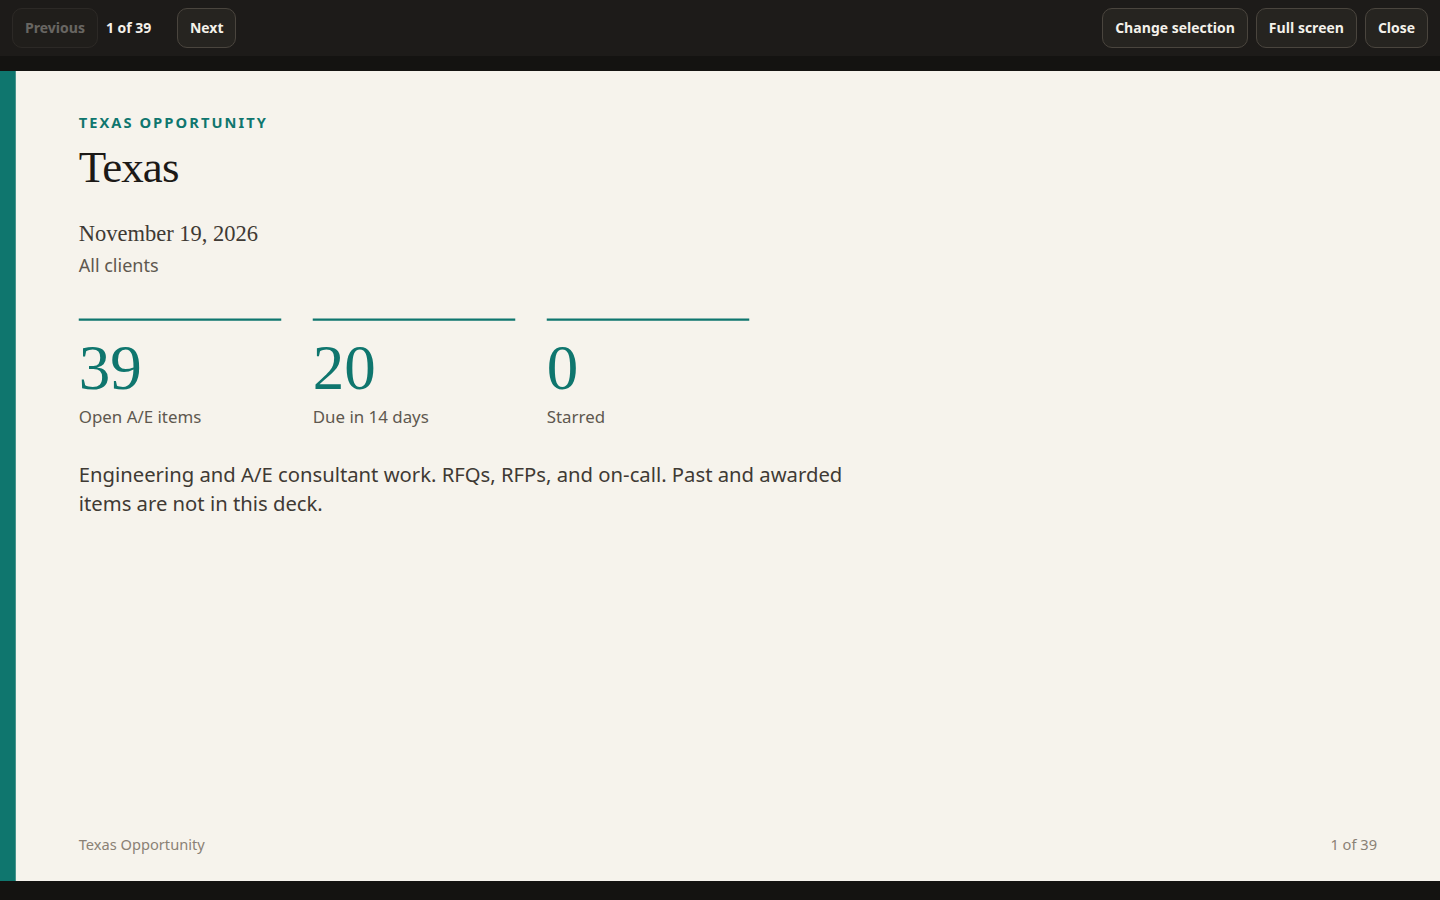 Previous
1 of 39
Next
Change selection
Full screen
Close
TEXAS OPPORTUNITY
Texas
November 19, 2026
All clients
39
Open A/E items
20
Due in 14 days
0
Starred
Engineering and A/E consultant work. RFQs, RFPs, and on-call. Past and awarded
items are not in this deck.
Texas Opportunity
1 of 39